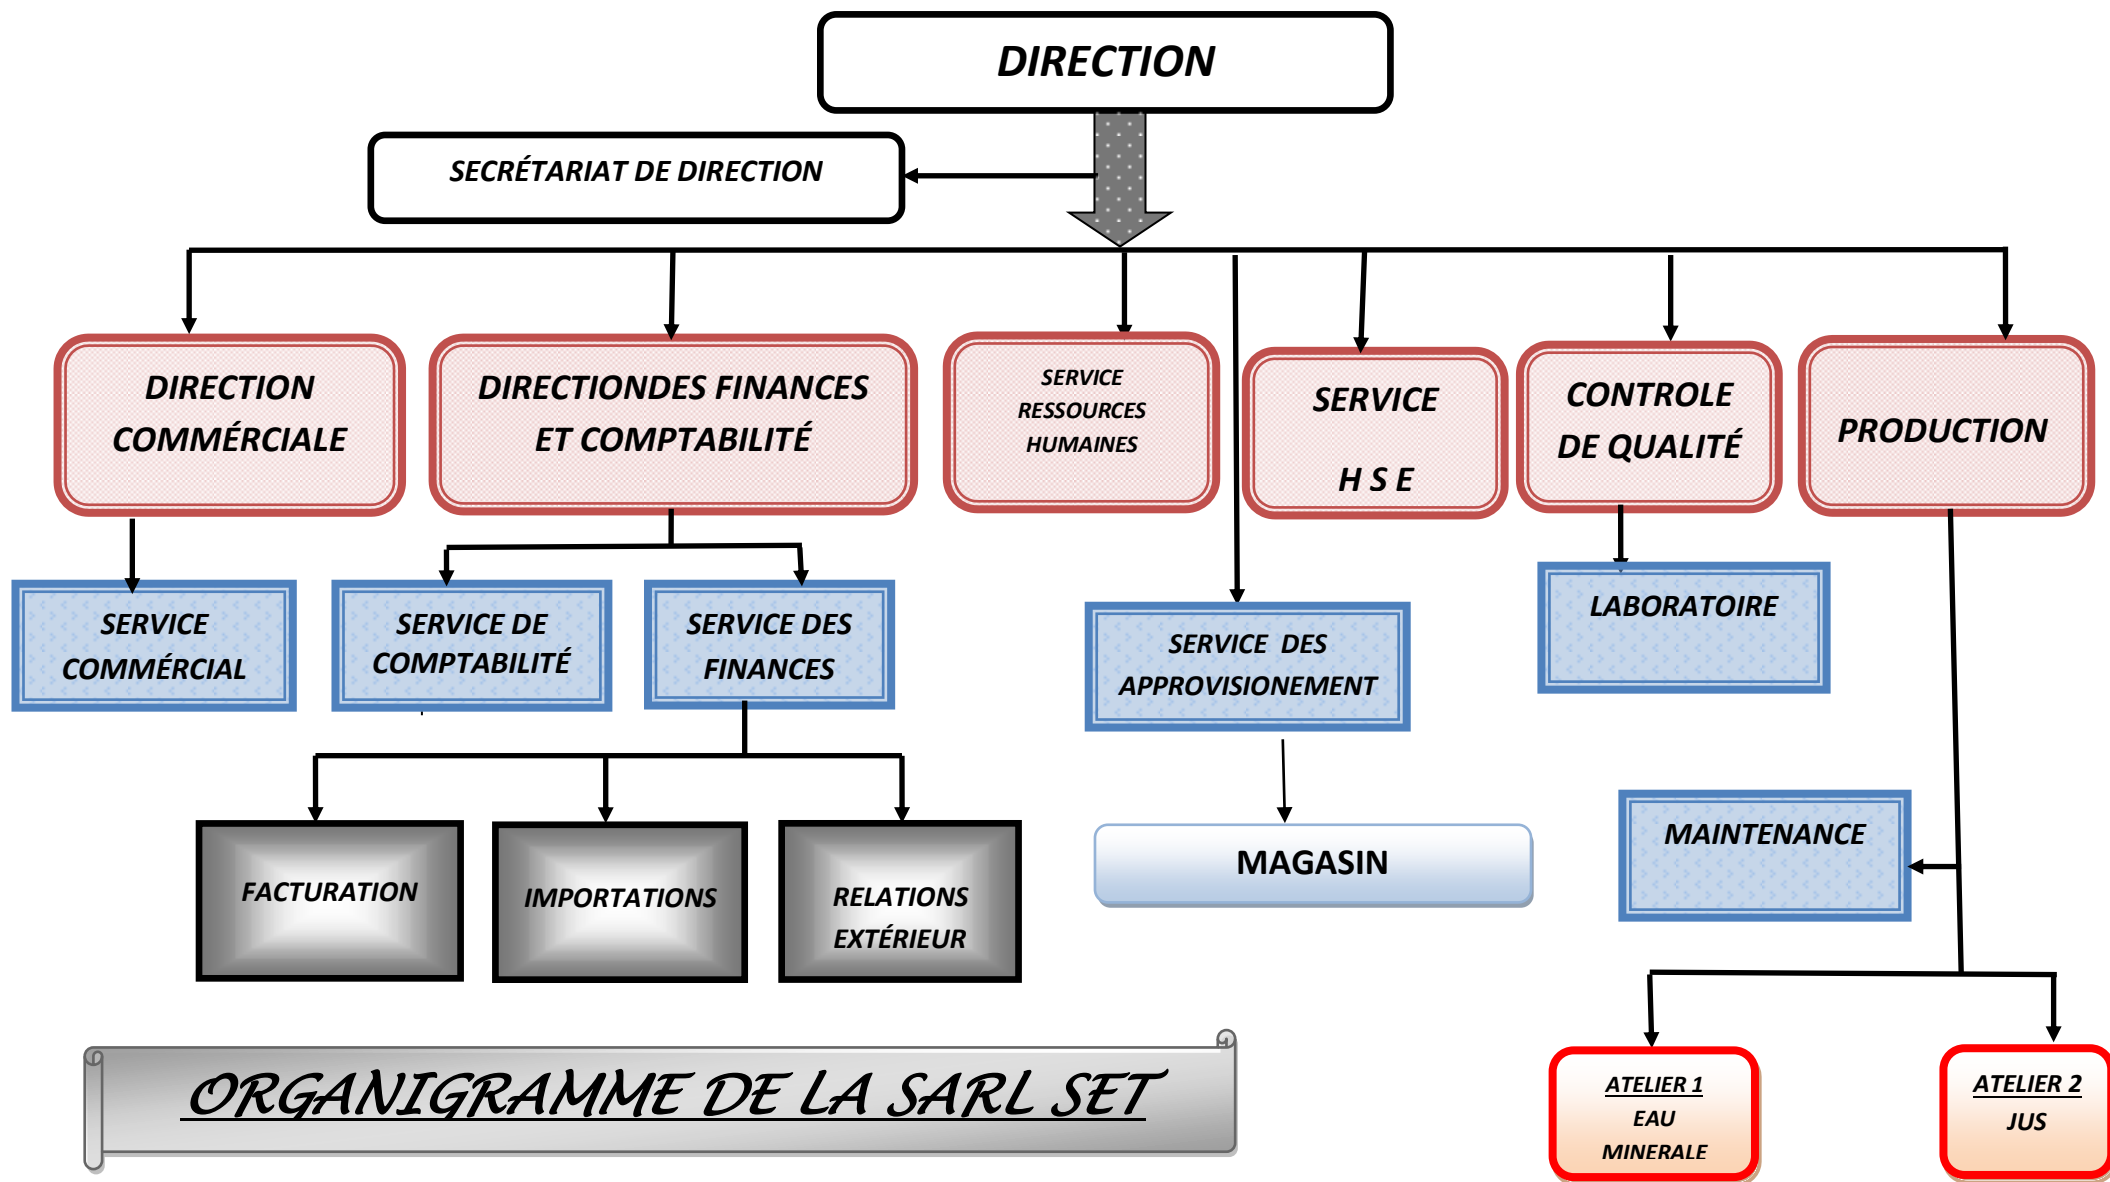 DIRECTION
SECRÉTARIAT DE DIRECTION
DIRECTION
COMMÉRCIALE
DIRECTIONDES FINANCES
ET COMPTABILITÉ
SERVICE
RESSOURCES
HUMAINES
SERVICE
H S E
CONTROLE
DE QUALITÉ
PRODUCTION
SERVICE
COMMÉRCIAL
SERVICE DE
COMPTABILITÉ
SERVICE DES
FINANCES
SERVICE DES
APPROVISIONEMENT
LABORATOIRE
MAINTENANCE
FACTURATION
IMPORTATIONS
RELATIONS
EXTÉRIEUR
MAGASIN
ATELIER 1
EAU
MINERALE
ATELIER 2
JUS
ORGANIGRAMME DE LA SARL SET